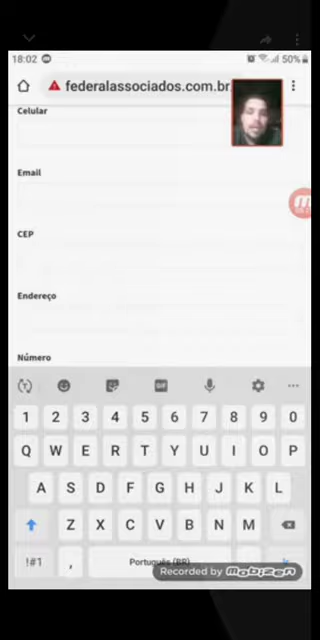 18:02 50%
federalassociados.com.br
Celular
Email
CEP
Endereço
Número
GIF
1 2 3 4 5 6 7 8 9 0
Q W E R T Y U I O P
A S D F G H J K L
Z X C V B N M
!#1 , Português (BR)
Recorded by Mobizen